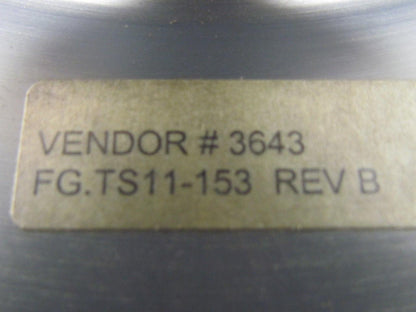 VENDOR # 3643
FG.TS11-153 REV B